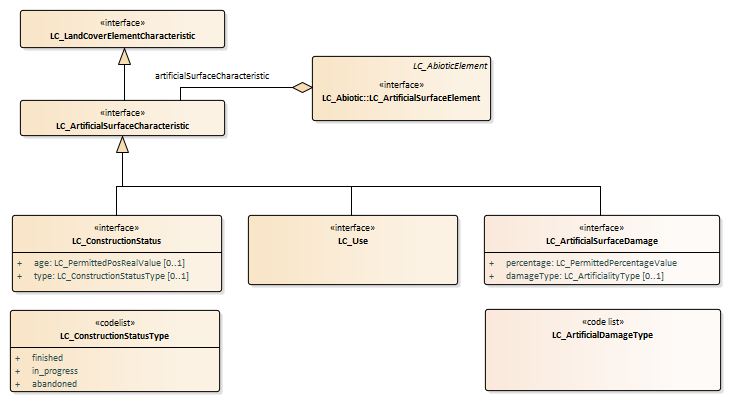 «interface»
LC_LandCoverElementCharacteristic
artificialSurfaceCharacteristic
LC_AbioticElement
«interface»
LC_Abiotic::LC_ArtificialSurfaceElement
«interface»
LC_ArtificialSurfaceCharacteristic
«interface»
LC_ConstructionStatus
+ age: LC_PermittedPosRealValue [0..1]
+ type: LC_ConstructionStatusType [0..1]
«interface»
LC_Use
«interface»
LC_ArtificialSurfaceDamage
+ percentage: LC_PermittedPercentageValue
+ damageType: LC_ArtificialityType [0..1]
«codelist»
LC_ConstructionStatusType
+ finished
+ in_progress
+ abandoned
«code list»
LC_ArtificialDamageType